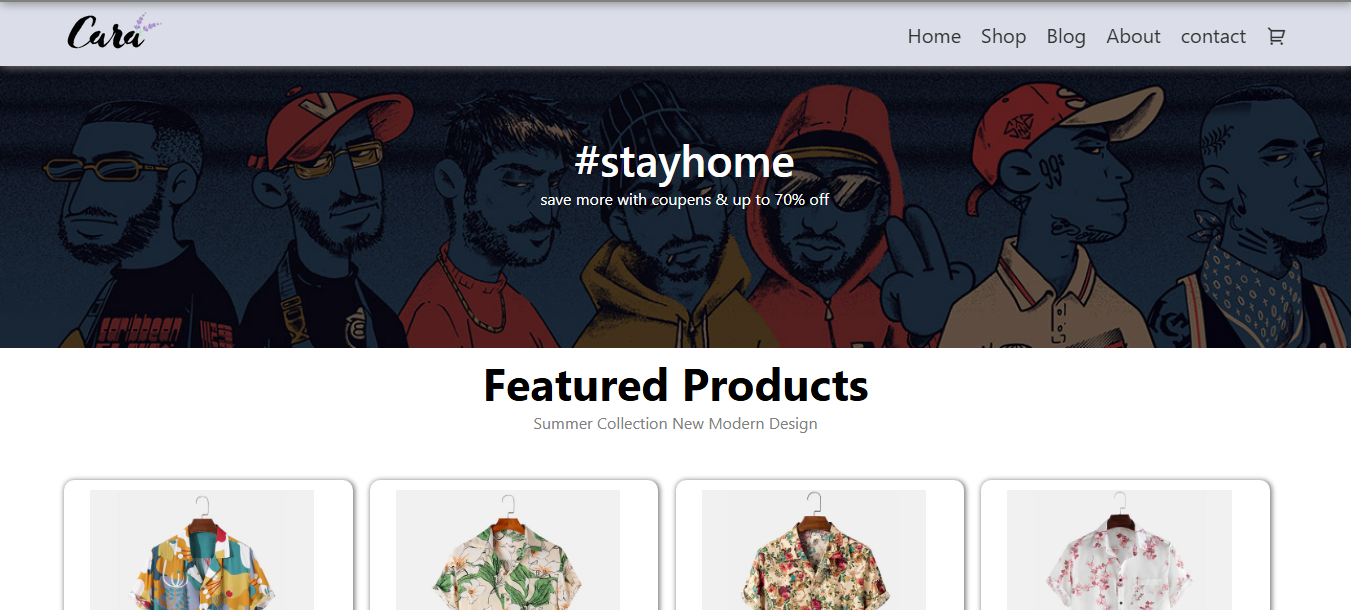 Cara
Home Shop Blog About contact
#stayhome
save more with coupens & up to 70% off
Featured Products
Summer Collection New Modern Design